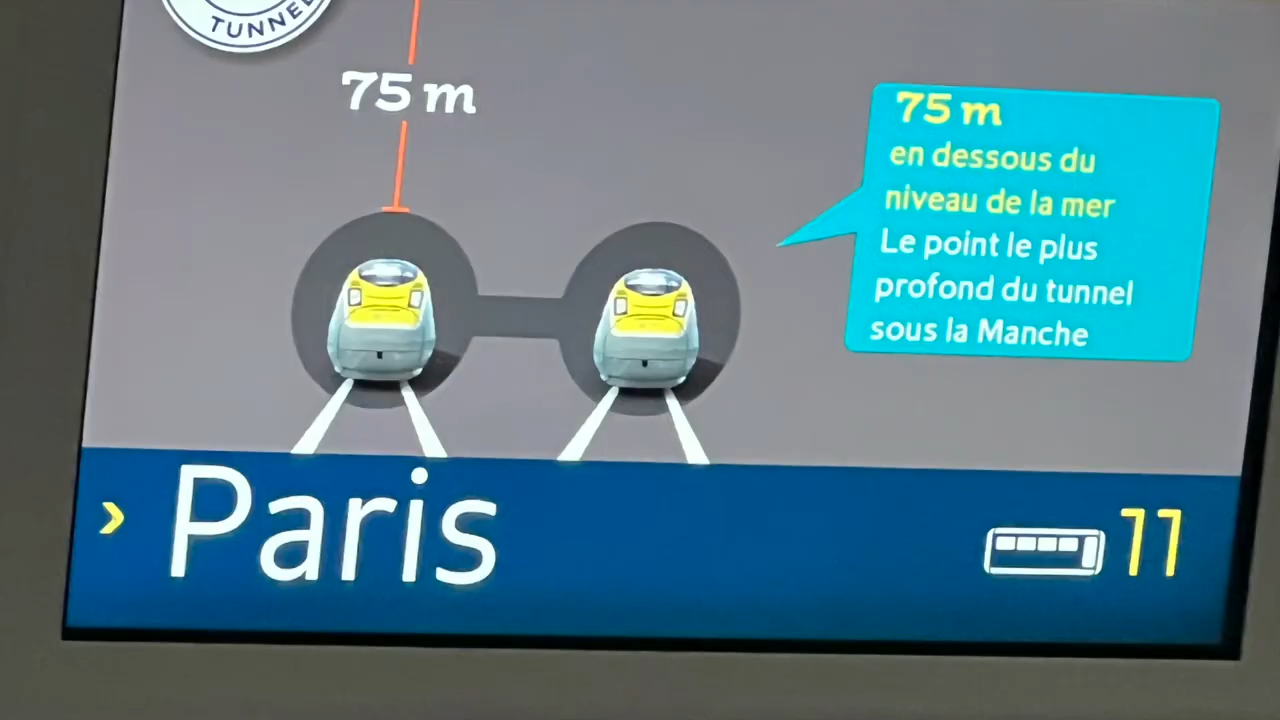 TUNNEL
75 m
75 m
en dessous du
niveau de la mer
Le point le plus
profond du tunnel
sous la Manche
› Paris
11